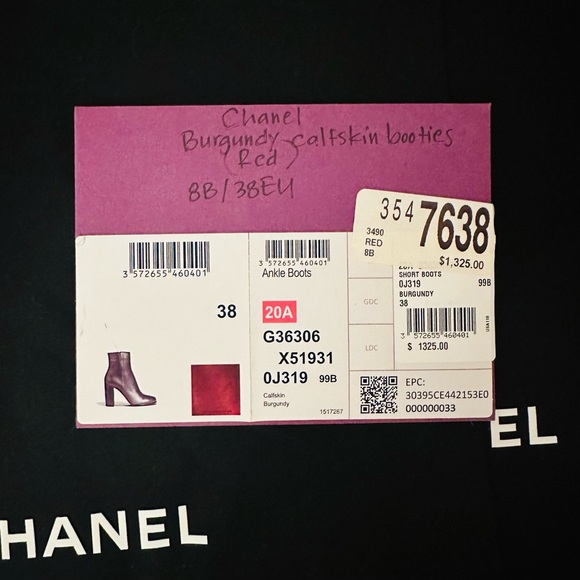 Chanel
Burgundy calfskin booties
(Red)
8B/38EU
354 7638
3490
RED
8B
$1,325.00
3 572655 460401
38
3 572655 460401
Ankle Boots
20A
G36306
X51931
0J319 99B
Calfskin
Burgundy
1517267
GDC
LDC
SHORT BOOTS
0J319 99B
BURGUNDY
38
3 572655 460401
$ 1325.00
EPC:
30395CE442153E0
000000033
EL
HANEL